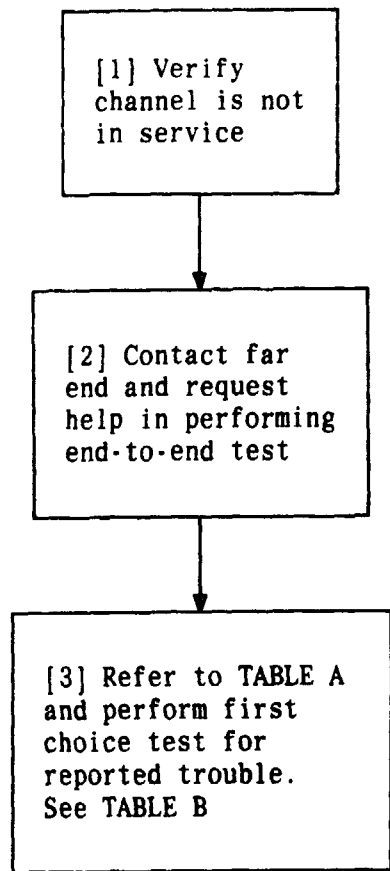 [1] Verify
channel is not
in service
[2] Contact far
end and request
help in performing
end-to-end test
[3] Refer to TABLE A
and perform first
choice test for
reported trouble.
See TABLE B